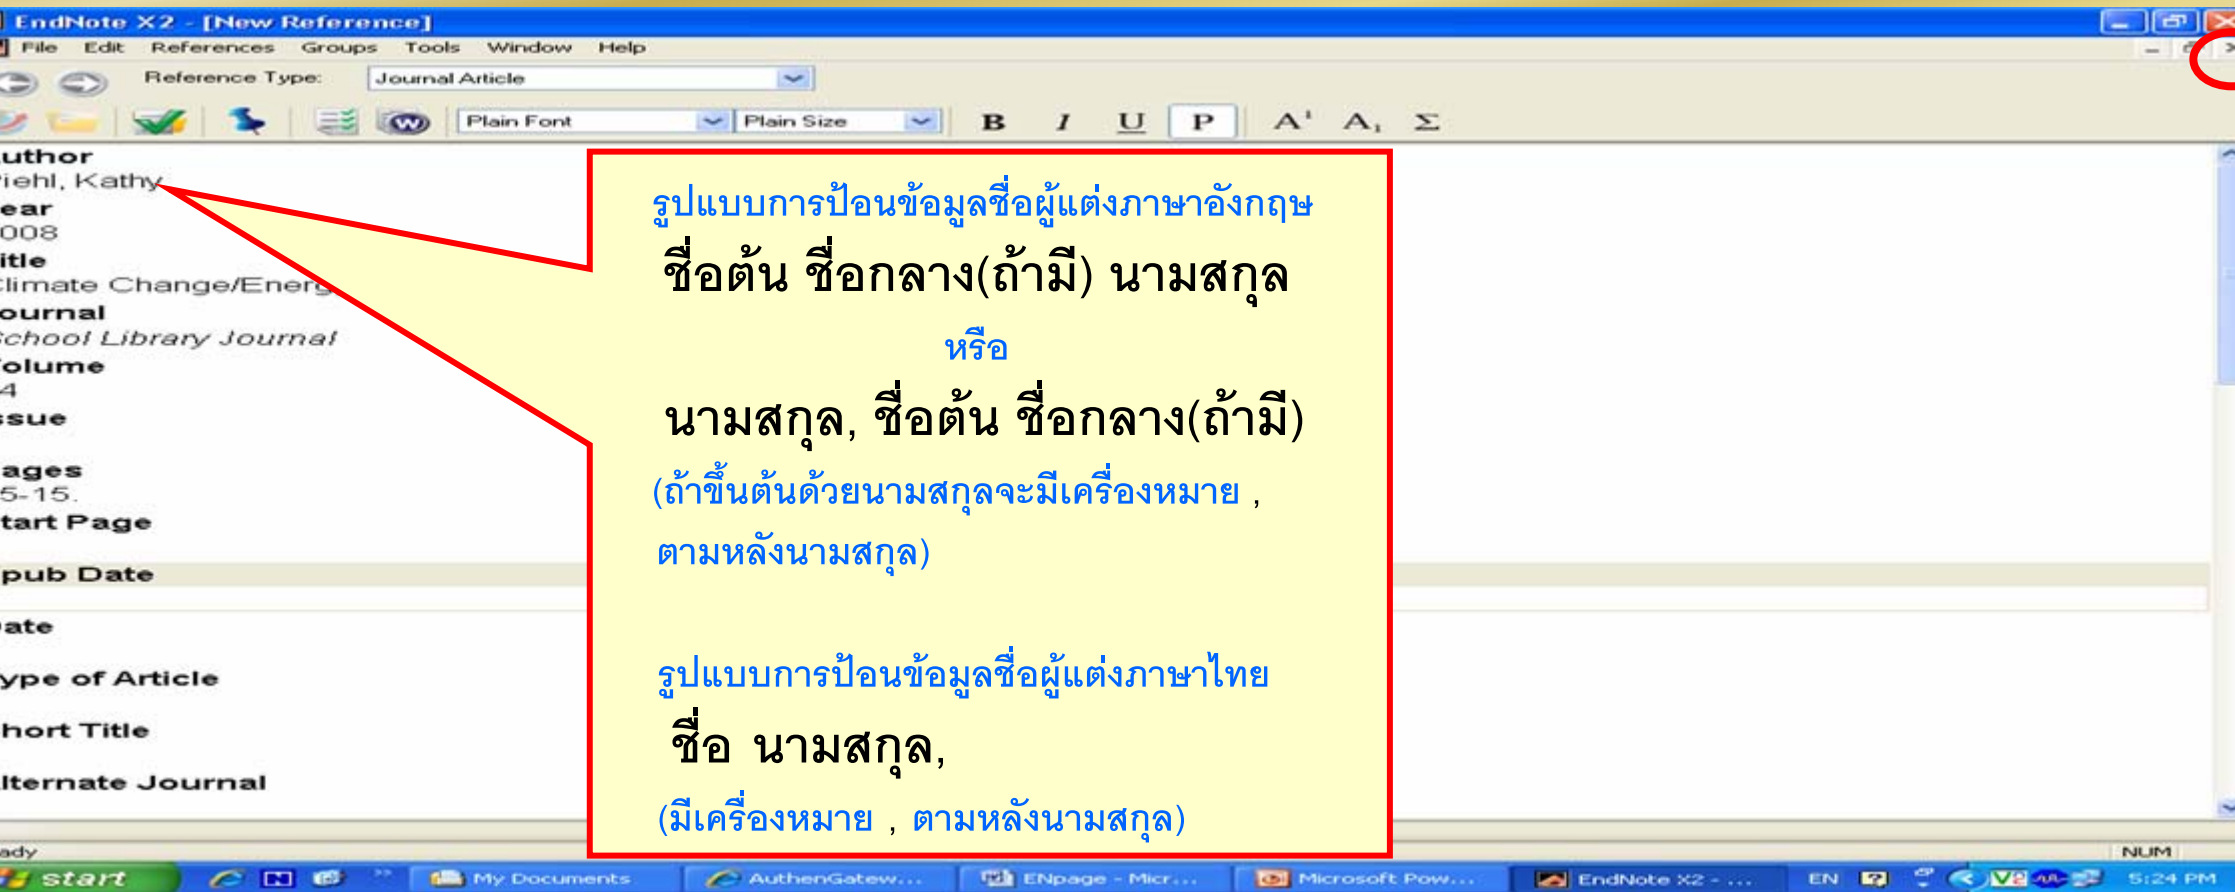 EndNote X2 - [New Reference]
File Edit References Groups Tools Window Help
Reference Type: Journal Article
Plain Font Plain Size B I U P A¹ A₁ Σ
uthor
iehl, Kathy
ear
008
itle
limate Change/Energ
ournal
chool Library Journal
olume
4
ssue
ages
5-15.
tart Page
pub Date
ate
ype of Article
hort Title
lternate Journal
รูปแบบการป้อนข้อมูลชื่อผู้แต่งภาษาอังกฤษ
ชื่อต้น ชื่อกลาง(ถ้ามี) นามสกุล
หรือ
นามสกุล, ชื่อต้น ชื่อกลาง(ถ้ามี)
(ถ้าขึ้นต้นด้วยนามสกุลจะมีเครื่องหมาย ,
ตามหลังนามสกุล)
รูปแบบการป้อนข้อมูลชื่อผู้แต่งภาษาไทย
ชื่อ นามสกุล,
(มีเครื่องหมาย , ตามหลังนามสกุล)
ady NUM
start My Documents AuthenGatew... ENpage - Micr... Microsoft Pow... EndNote X2 - ... EN 5:24 PM